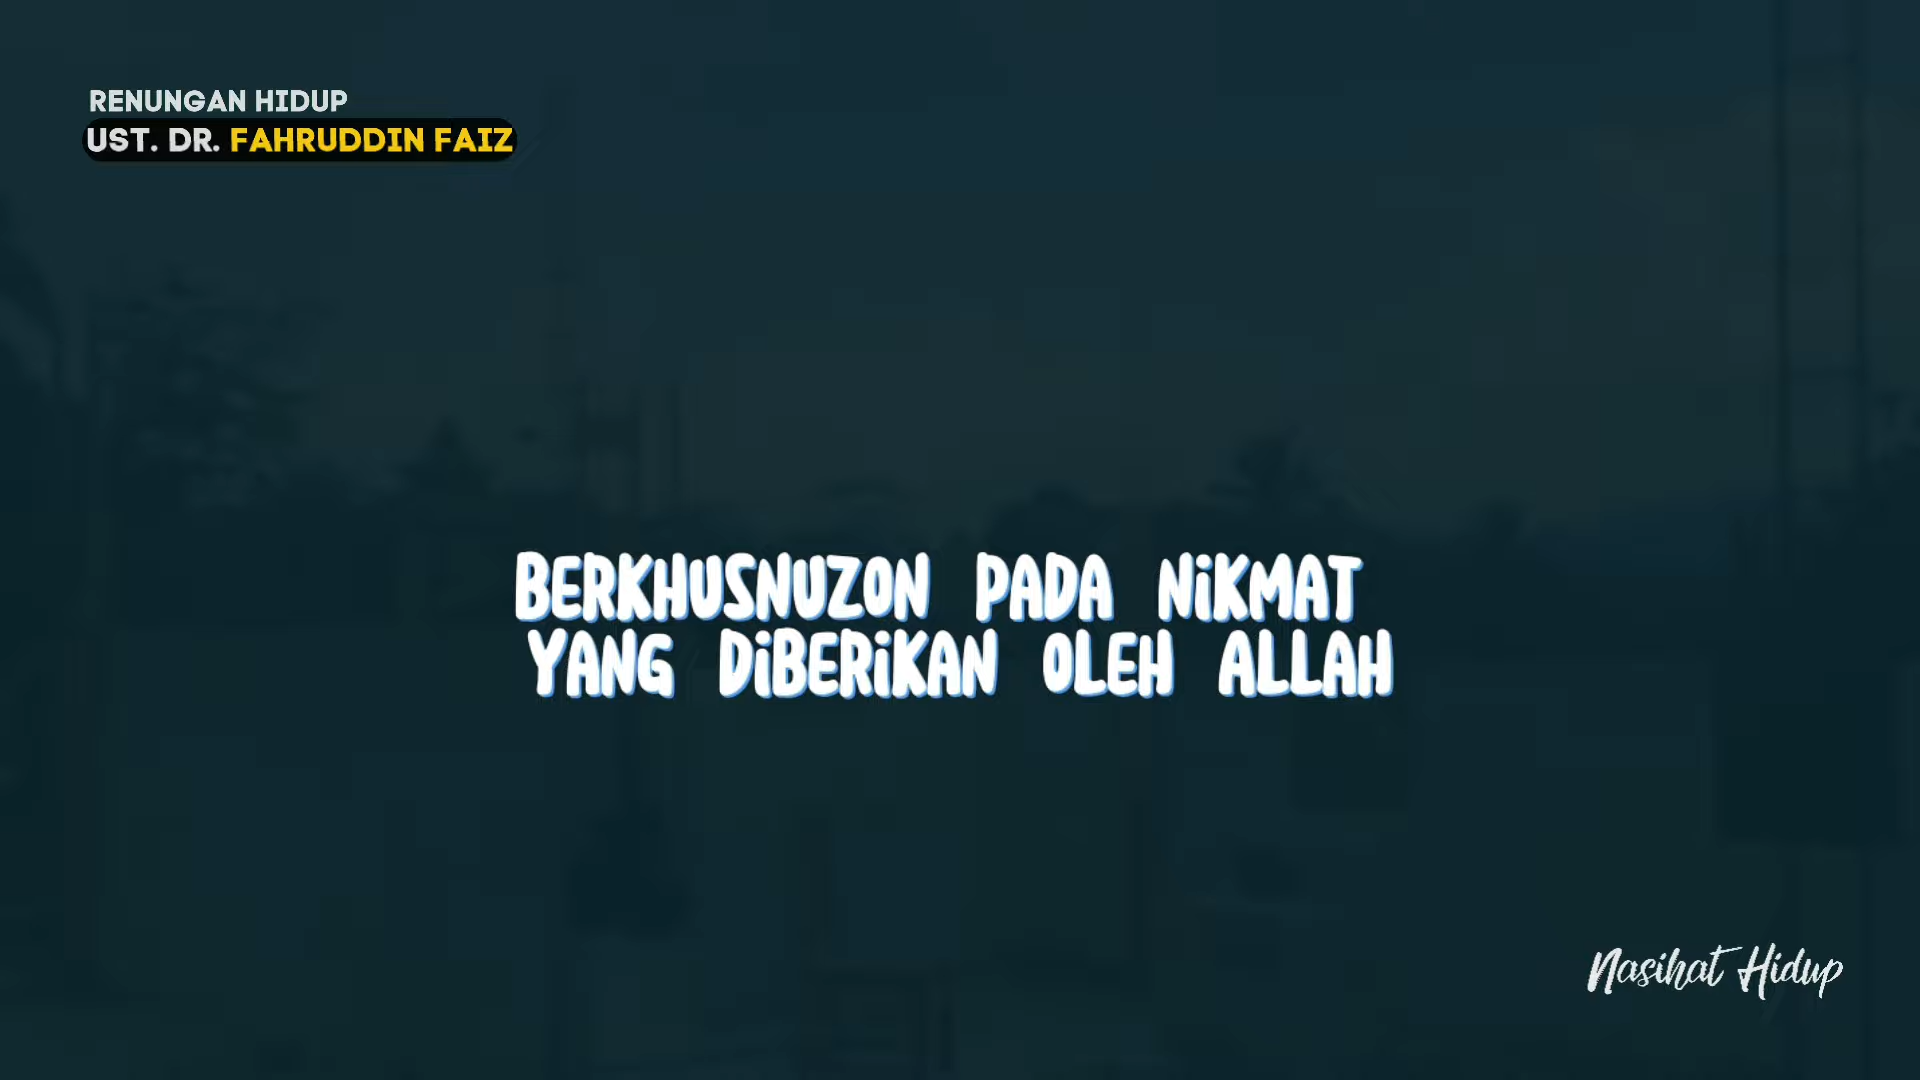 RENUNGAN HIDUP
UST. DR. FAHRUDDIN FAIZ
BERKHUSNUZON PADA NIKMAT
YANG DIBERIKAN OLEH ALLAH
Nasihat Hidup